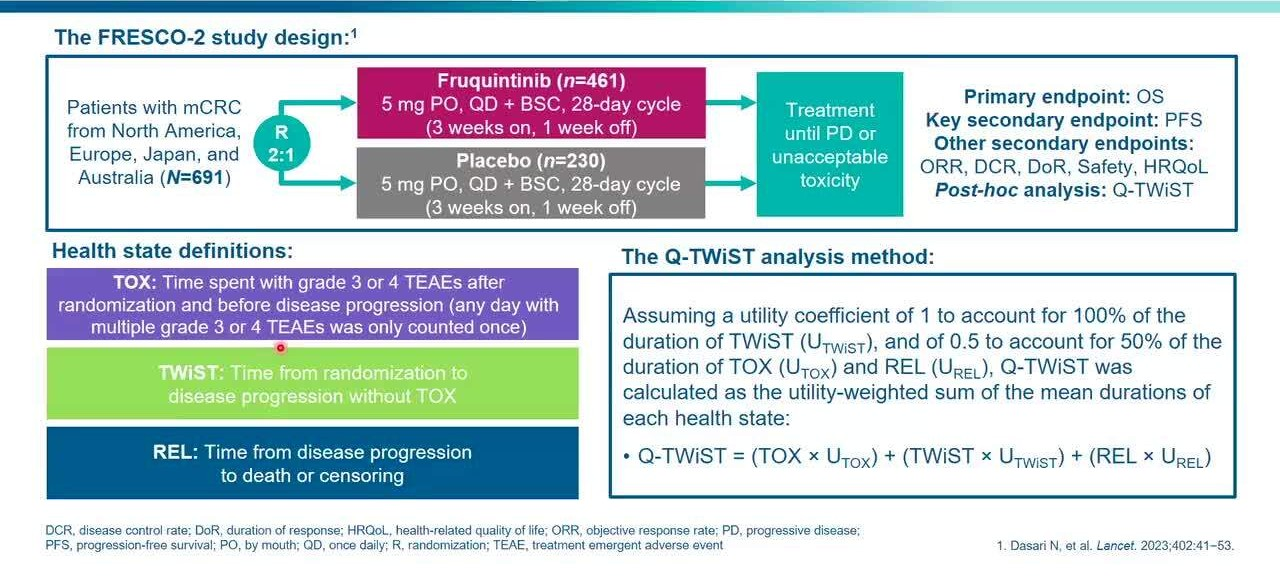 The FRESCO-2 study design:1
Patients with mCRC
from North America,
Europe, Japan, and
Australia (N=691)
R
2:1
Fruquintinib (n=461)
5 mg PO, QD + BSC, 28-day cycle
(3 weeks on, 1 week off)
Placebo (n=230)
5 mg PO, QD + BSC, 28-day cycle
(3 weeks on, 1 week off)
Treatment
until PD or
unacceptable
toxicity
Primary endpoint: OS
Key secondary endpoint: PFS
Other secondary endpoints:
ORR, DCR, DoR, Safety, HRQoL
Post-hoc analysis: Q-TWiST
Health state definitions:
TOX: Time spent with grade 3 or 4 TEAEs after
randomization and before disease progression (any day with
multiple grade 3 or 4 TEAEs was only counted once)
TWiST: Time from randomization to
disease progression without TOX
REL: Time from disease progression
to death or censoring
The Q-TWiST analysis method:
Assuming a utility coefficient of 1 to account for 100% of the
duration of TWiST (UTWiST), and of 0.5 to account for 50% of the
duration of TOX (UTOX) and REL (UREL), Q-TWiST was
calculated as the utility-weighted sum of the mean durations of
each health state:
• Q-TWiST = (TOX × UTOX) + (TWiST × UTWiST) + (REL × UREL)
DCR, disease control rate; DoR, duration of response; HRQoL, health-related quality of life; ORR, objective response rate; PD, progressive disease;
PFS, progression-free survival; PO, by mouth; QD, once daily; R, randomization; TEAE, treatment emergent adverse event
1. Dasari N, et al. Lancet. 2023;402:41–53.